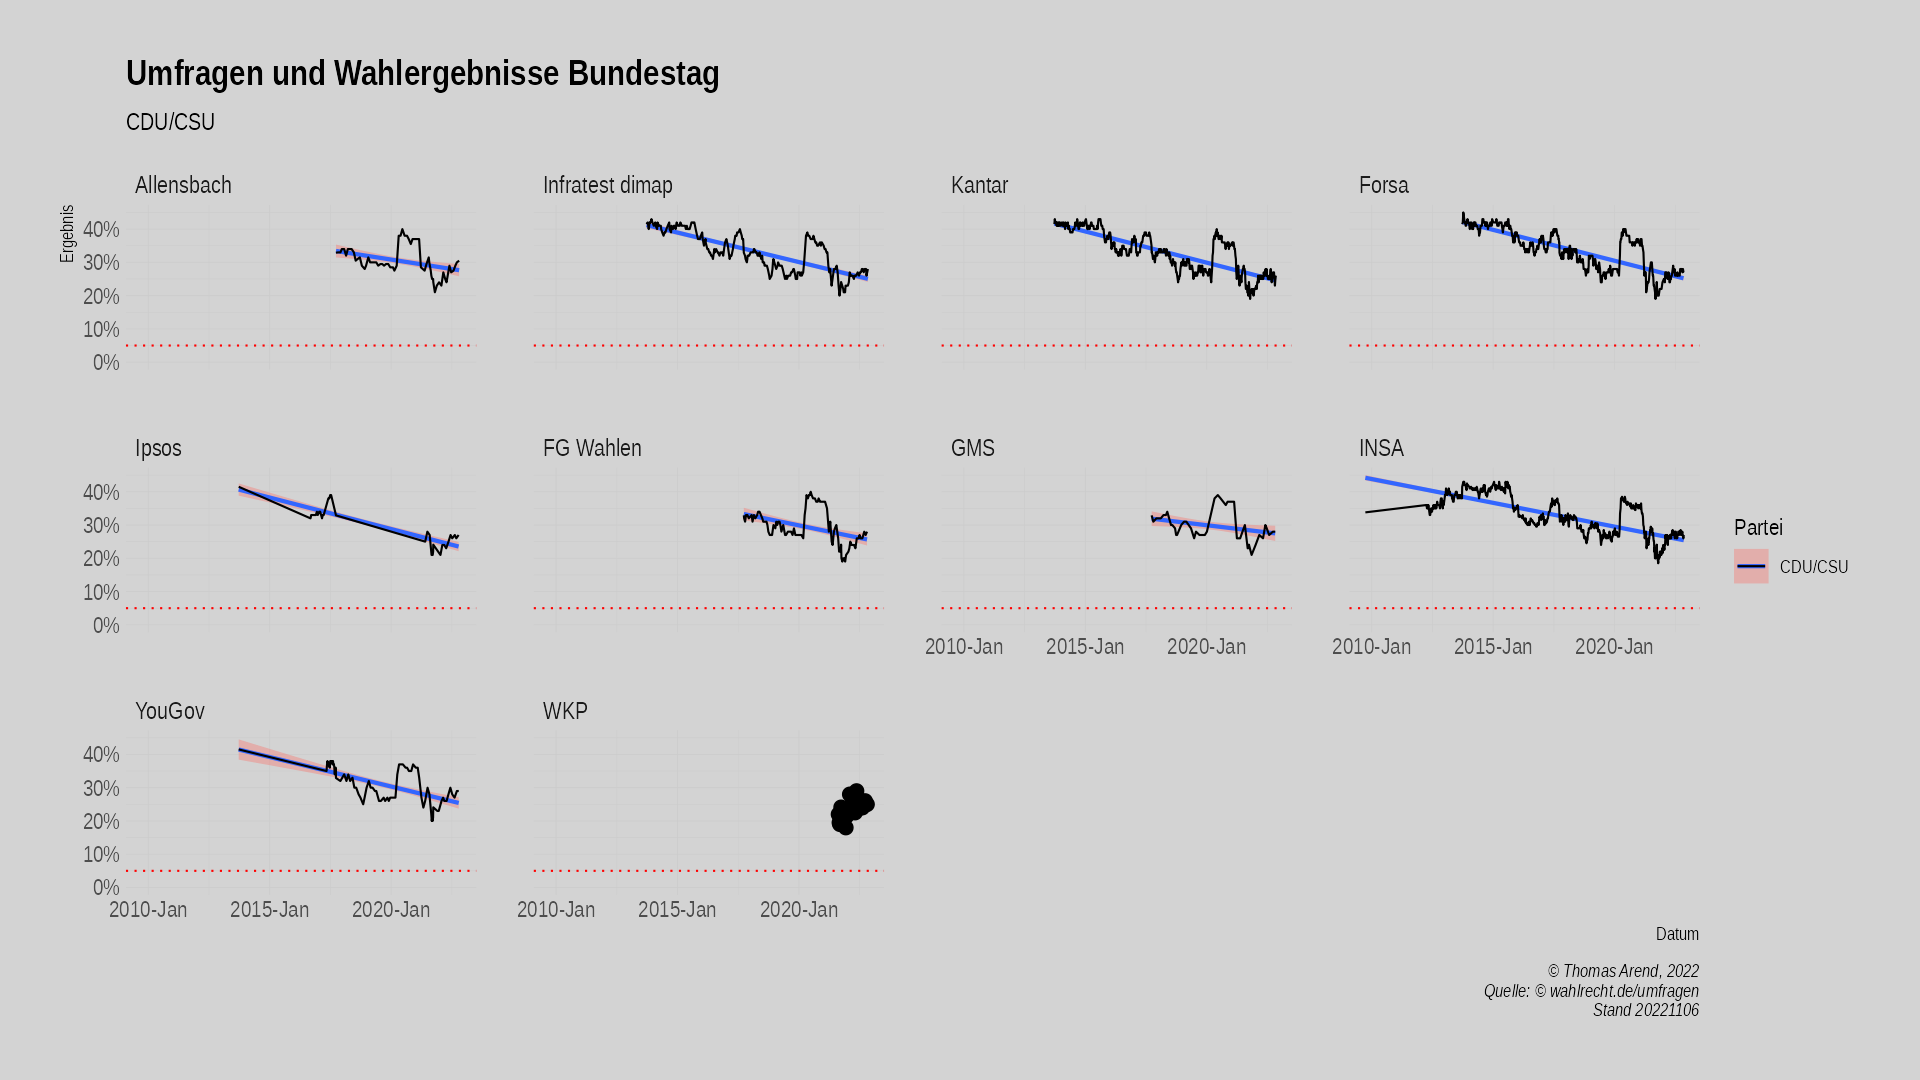 Umfragen und Wahlergebnisse Bundestag
CDU/CSU
Allensbach
Infratest dimap
Kantar
Forsa
Ergebnis
40%
30%
20%
10%
0%
Ipsos
FG Wahlen
GMS
INSA
40%
30%
20%
10%
0%
2010-Jan
2015-Jan
2020-Jan
2010-Jan
2015-Jan
2020-Jan
Partei
CDU/CSU
YouGov
WKP
40%
30%
20%
10%
0%
2010-Jan
2015-Jan
2020-Jan
2010-Jan
2015-Jan
2020-Jan
Datum
© Thomas Arend, 2022
Quelle: © wahlrecht.de/umfragen
Stand 20221106